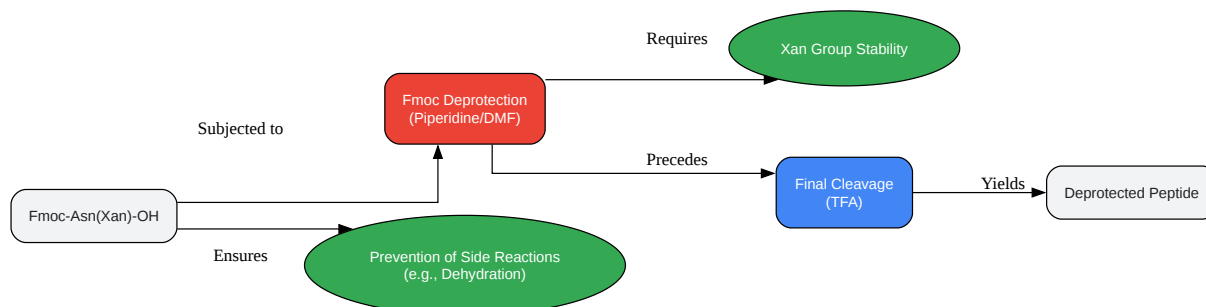 Requires
Xan Group Stability
Fmoc Deprotection
(Piperidine/DMF)
Subjected to
Precedes
Final Cleavage
(TFA)
Yields
Deprotected Peptide
Fmoc-Asn(Xan)-OH
Ensures
Prevention of Side Reactions
(e.g., Dehydration)